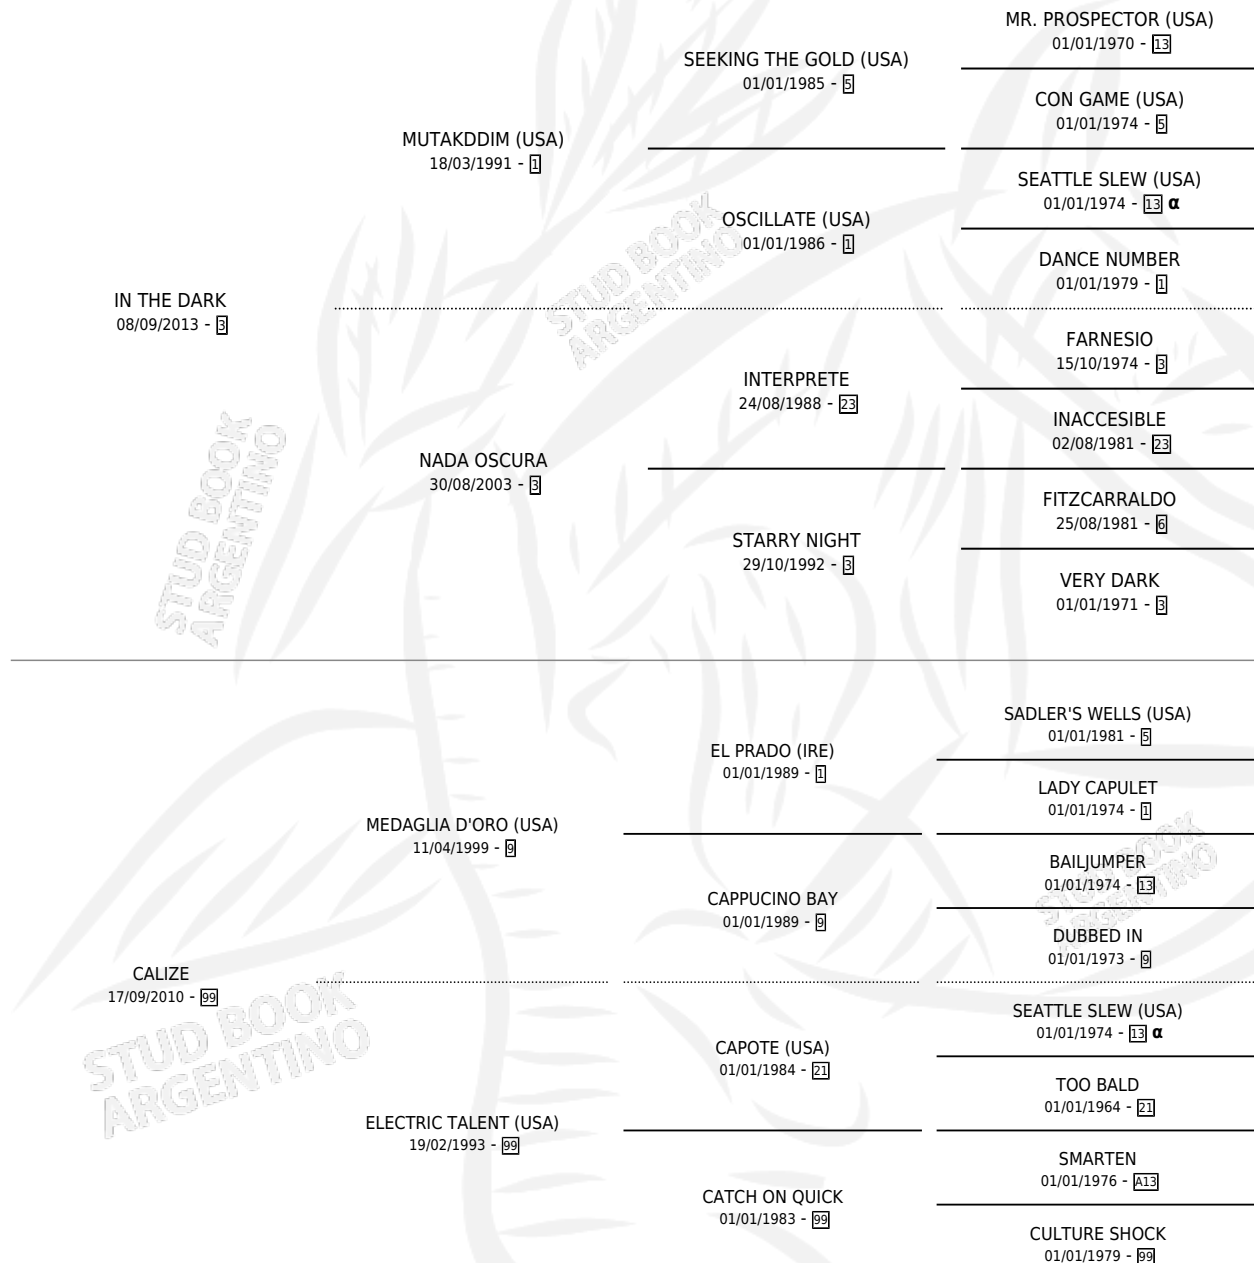 MR. PROSPECTOR (USA)
01/01/1970 - 13
SEEKING THE GOLD (USA)
01/01/1985 - 5
CON GAME (USA)
01/01/1974 - 5
MUTAKDDIM (USA)
18/03/1991 - 1
SEATTLE SLEW (USA)
01/01/1974 - 13 α
OSCILLATE (USA)
01/01/1986 - 1
DANCE NUMBER
01/01/1979 - 1
IN THE DARK
08/09/2013 - 3
STUD BOOK
ARGENTINO
FARNESIO
15/10/1974 - 3
INTERPRETE
24/08/1988 - 23
INACCESIBLE
02/08/1981 - 23
NADA OSCURA
30/08/2003 - 3
FITZCARRALDO
25/08/1981 - 6
STARRY NIGHT
29/10/1992 - 3
VERY DARK
01/01/1971 - 3
STUD BOOK
ARGENTINO
SADLER'S WELLS (USA)
01/01/1981 - 5
EL PRADO (IRE)
01/01/1989 - 1
LADY CAPULET
01/01/1974 - 1
MEDAGLIA D'ORO (USA)
11/04/1999 - 9
BAILJUMPER
01/01/1974 - 13
CAPPUCINO BAY
01/01/1989 - 9
DUBBED IN
01/01/1973 - 9
STUD BOOK
ARGENTINO
CALIZE
17/09/2010 - 99
SEATTLE SLEW (USA)
01/01/1974 - 13 α
CAPOTE (USA)
01/01/1984 - 21
TOO BALD
01/01/1964 - 21
STUD BOOK
ARGENTINO
ELECTRIC TALENT (USA)
19/02/1993 - 99
SMARTEN
01/01/1976 - A13
CATCH ON QUICK
01/01/1983 - 99
CULTURE SHOCK
01/01/1979 - 99